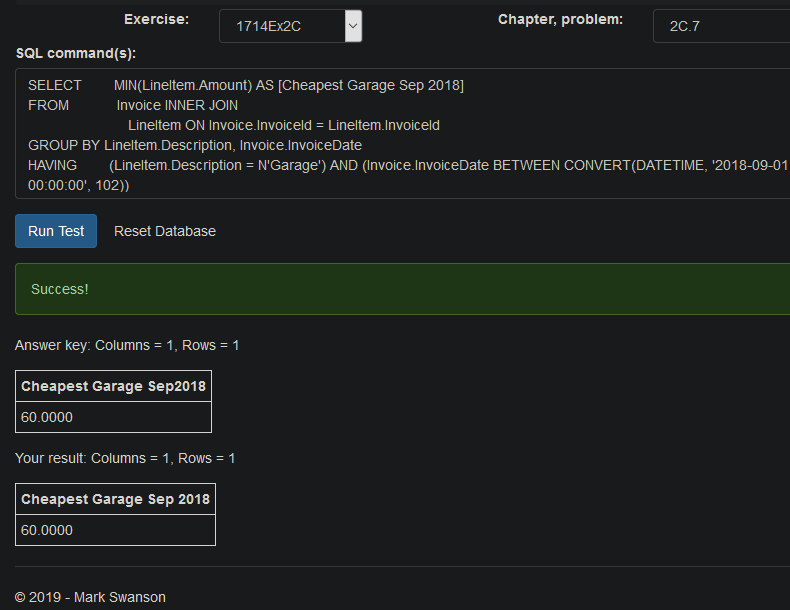 Exercise: 1714Ex2C Chapter, problem: 2C.7
SQL command(s):
SELECT MIN(LineItem.Amount) AS [Cheapest Garage Sep 2018]
FROM Invoice INNER JOIN
LineItem ON Invoice.InvoiceId = LineItem.InvoiceId
GROUP BY LineItem.Description, Invoice.InvoiceDate
HAVING (LineItem.Description = N'Garage') AND (Invoice.InvoiceDate BETWEEN CONVERT(DATETIME, '2018-09-01
00:00:00', 102))
Run Test Reset Database
Success!
Answer key: Columns = 1, Rows = 1
Cheapest Garage Sep2018
60.0000
Your result: Columns = 1, Rows = 1
Cheapest Garage Sep 2018
60.0000
© 2019 - Mark Swanson